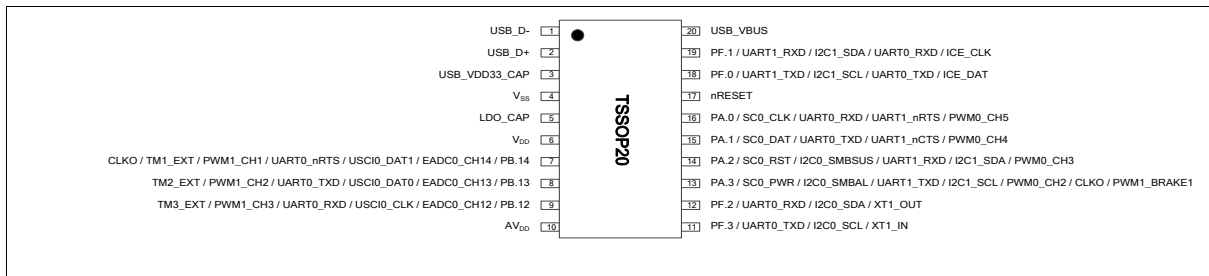 USB_D- 1
USB_D+ 2
USB_VDD33_CAP 3
VSS 4
LDO_CAP 5
VDD 6
CLKO / TM1_EXT / PWM1_CH1 / UART0_nRTS / USCI0_DAT1 / EADC0_CH14 / PB.14 7
TM2_EXT / PWM1_CH2 / UART0_TXD / USCI0_DAT0 / EADC0_CH13 / PB.13 8
TM3_EXT / PWM1_CH3 / UART0_RXD / USCI0_CLK / EADC0_CH12 / PB.12 9
AVDD 10
TSSOP20
20 USB_VBUS
19 PF.1 / UART1_RXD / I2C1_SDA / UART0_RXD / ICE_CLK
18 PF.0 / UART1_TXD / I2C1_SCL / UART0_TXD / ICE_DAT
17 nRESET
16 PA.0 / SC0_CLK / UART0_RXD / UART1_nRTS / PWM0_CH5
15 PA.1 / SC0_DAT / UART0_TXD / UART1_nCTS / PWM0_CH4
14 PA.2 / SC0_RST / I2C0_SMBSUS / UART1_RXD / I2C1_SDA / PWM0_CH3
13 PA.3 / SC0_PWR / I2C0_SMBAL / UART1_TXD / I2C1_SCL / PWM0_CH2 / CLKO / PWM1_BRAKE1
12 PF.2 / UART0_RXD / I2C0_SDA / XT1_OUT
11 PF.3 / UART0_TXD / I2C0_SCL / XT1_IN